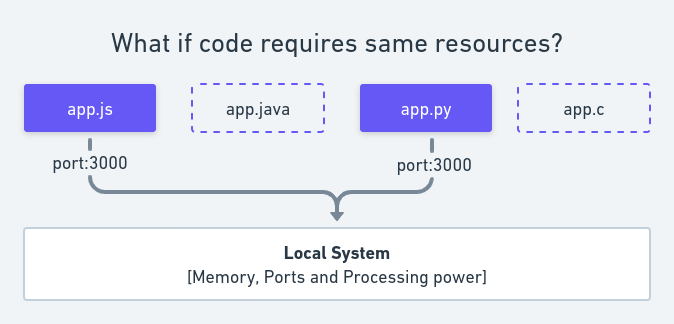 What if code requires same resources?
app.js
app.java
app.py
app.c
port:3000
port:3000
Local System
[Memory, Ports and Processing power]